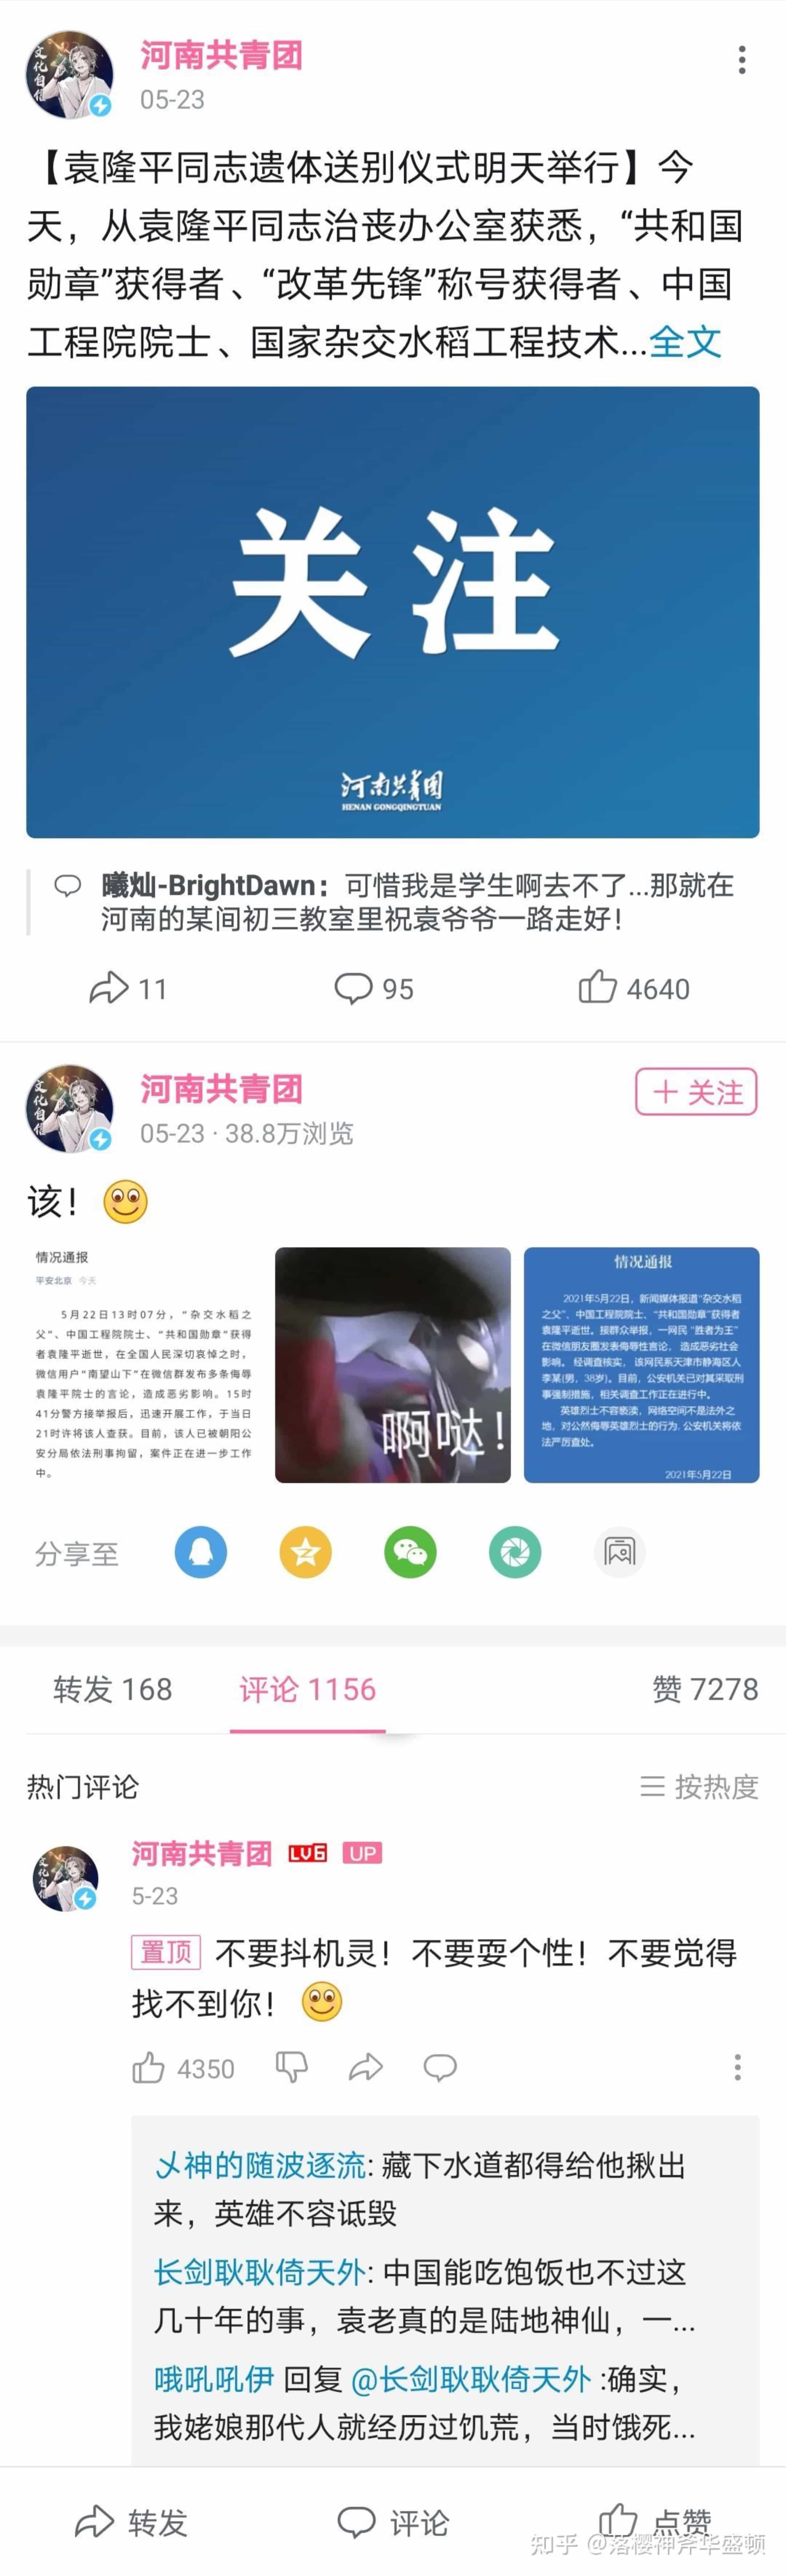 文化自信
河南共青团
05-23
【袁隆平同志遗体送别仪式明天举行】今
天，从袁隆平同志治丧办公室获悉，“共和国
勋章”获得者、“改革先锋”称号获得者、中国
工程院院士、国家杂交水稻工程技术...全文
关注
河南共青团
HENAN GONGQINGTUAN
曦灿-BrightDawn：可惜我是学生啊去不了...那就在
河南的某间初三教室里祝袁爷爷一路走好！
11
95
4640
文化自信
河南共青团
+ 关注
05-23 · 38.8万浏览
该！
情况通报
平安北京 今天
5月22日13时07分，“杂交水稻之
父”、中国工程院院士、“共和国勋章”获得
者袁隆平逝世，在全国人民深切哀悼之时，
微信用户“南望山下”在微信群发布多条侮辱
袁隆平院士的言论，造成恶劣影响。15时
41分警方接举报后，迅速开展工作，于当日
21时许将该人查获。目前，该人已被朝阳公
安分局依法刑事拘留，案件正在进一步工作
中。
啊哒！
情况通报
2021年5月22日，新闻媒体报道“杂交水稻
之父”、中国工程院院士、“共和国勋章”获得者
袁隆平逝世。接群众举报，一网民“胜者为王”
在微信朋友圈发表侮辱性言论，造成恶劣社会
影响。经调查核实，该网民系天津市静海区人
李某(男，38岁)。目前，公安机关已对其采取刑
事强制措施，相关调查工作正在进行中。
英雄烈士不容亵渎，网络空间不是法外之
地，对公然侮辱英雄烈士的行为，公安机关将依
法严厉查处。
2021年5月22日
分享至
转发 168
评论 1156
赞 7278
热门评论
按热度
文化自信
河南共青团 LV6 UP
5-23
置顶 不要抖机灵！不要耍个性！不要觉得
找不到你！
4350
乂神的随波逐流: 藏下水道都得给他揪出
来，英雄不容诋毁
长剑耿耿倚天外: 中国能吃饱饭也不过这
几十年的事，袁老真的是陆地神仙，一...
哦吼吼伊 回复 @长剑耿耿倚天外 :确实，
我姥娘那代人就经历过饥荒，当时饿死...
转发
评论
点赞
知乎 @落樱神斧华盛顿